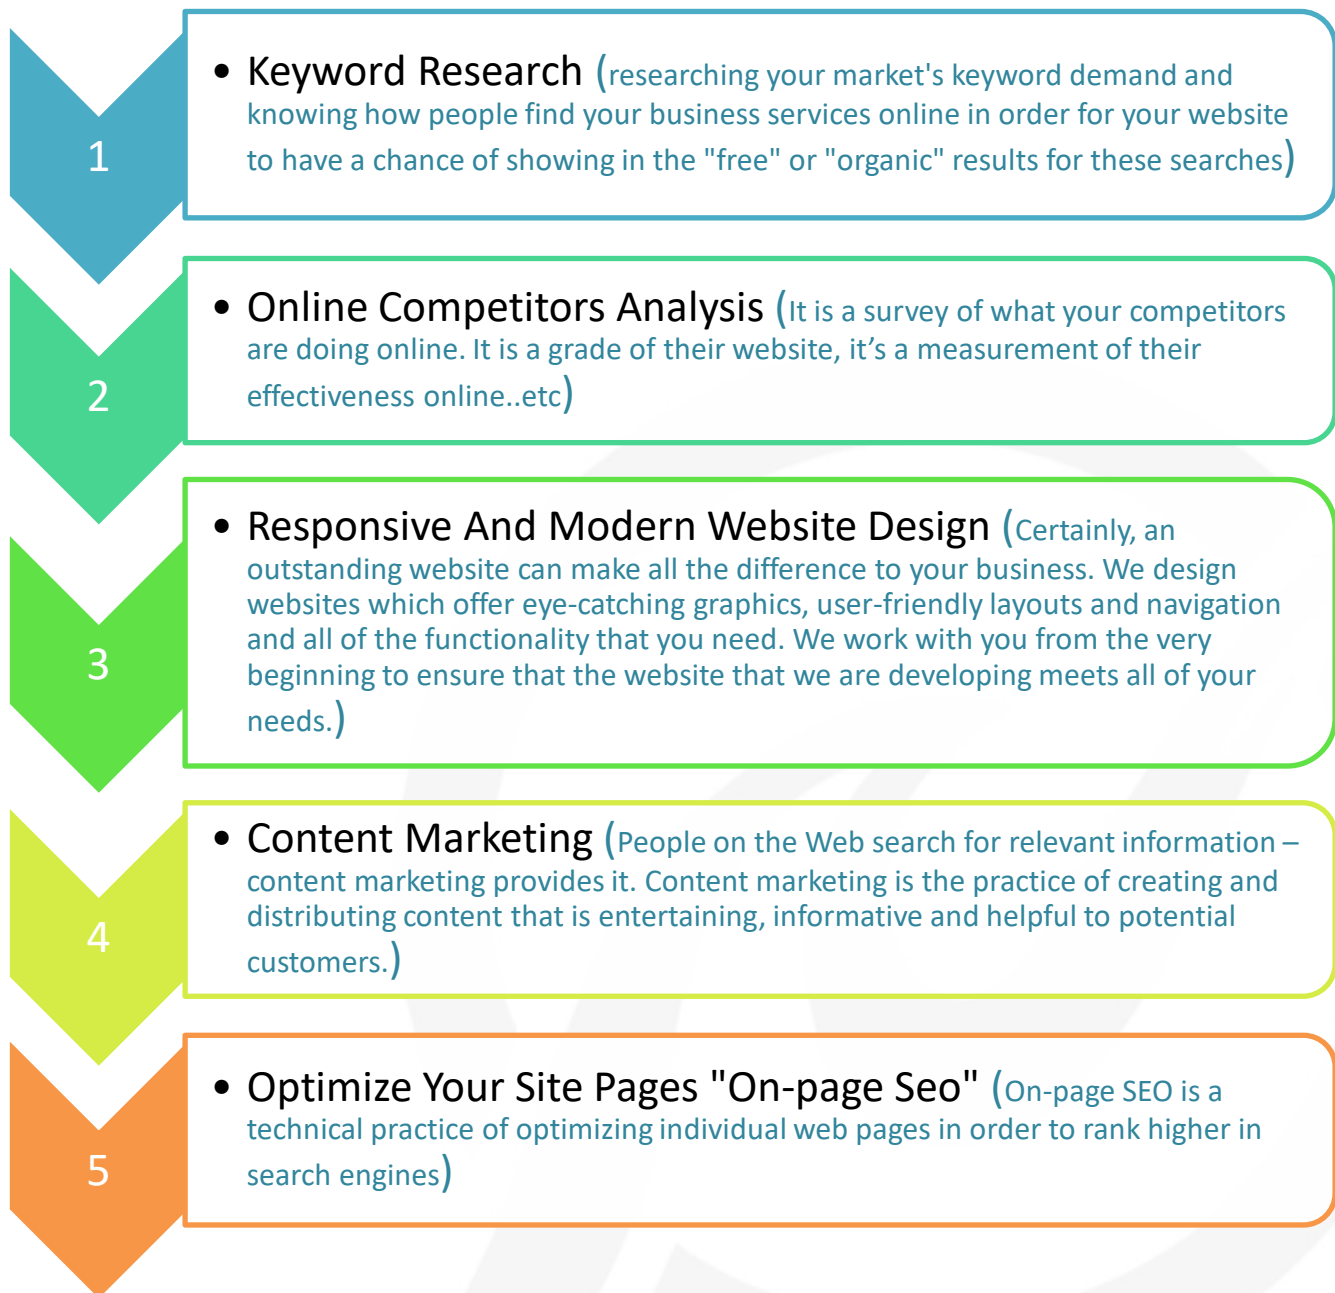 1
• Keyword Research (researching your market's keyword demand and
knowing how people find your business services online in order for your website
to have a chance of showing in the "free" or "organic" results for these searches)
2
• Online Competitors Analysis (It is a survey of what your competitors
are doing online. It is a grade of their website, it’s a measurement of their
effectiveness online..etc)
3
• Responsive And Modern Website Design (Certainly, an
outstanding website can make all the difference to your business. We design
websites which offer eye-catching graphics, user-friendly layouts and navigation
and all of the functionality that you need. We work with you from the very
beginning to ensure that the website that we are developing meets all of your
needs.)
4
• Content Marketing (People on the Web search for relevant information –
content marketing provides it. Content marketing is the practice of creating and
distributing content that is entertaining, informative and helpful to potential
customers.)
5
• Optimize Your Site Pages "On-page Seo" (On-page SEO is a
technical practice of optimizing individual web pages in order to rank higher in
search engines)